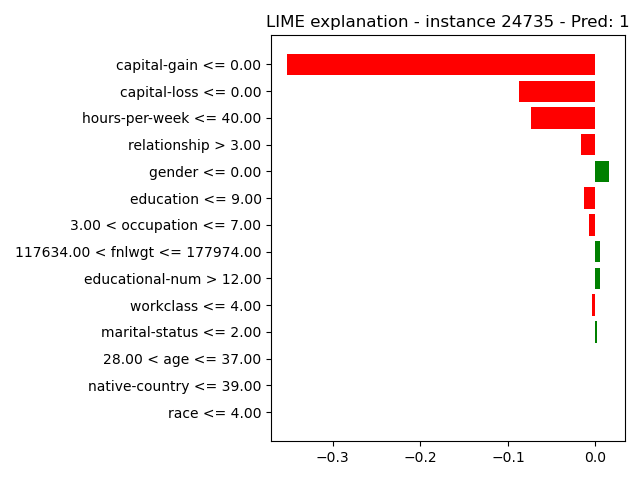 LIME explanation - instance 24735 - Pred: 1
capital-gain <= 0.00
capital-loss <= 0.00
hours-per-week <= 40.00
relationship > 3.00
gender <= 0.00
education <= 9.00
3.00 < occupation <= 7.00
117634.00 < fnlwgt <= 177974.00
educational-num > 12.00
workclass <= 4.00
marital-status <= 2.00
28.00 < age <= 37.00
native-country <= 39.00
race <= 4.00
−0.3 −0.2 −0.1 0.0